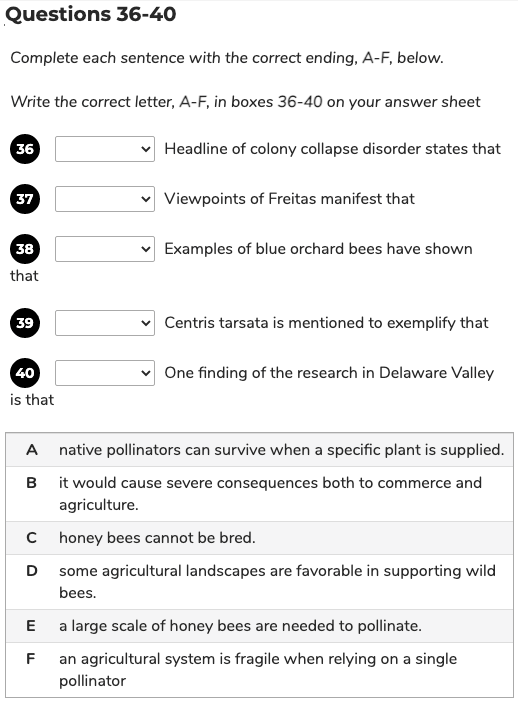 Questions 36-40
Complete each sentence with the correct ending, A-F, below.
Write the correct letter, A-F, in boxes 36-40 on your answer sheet
36 Headline of colony collapse disorder states that
37 Viewpoints of Freitas manifest that
38 Examples of blue orchard bees have shown
that
39 Centris tarsata is mentioned to exemplify that
40 One finding of the research in Delaware Valley
is that
A native pollinators can survive when a specific plant is supplied.
B it would cause severe consequences both to commerce and
agriculture.
C honey bees cannot be bred.
D some agricultural landscapes are favorable in supporting wild
bees.
E a large scale of honey bees are needed to pollinate.
F an agricultural system is fragile when relying on a single
pollinator